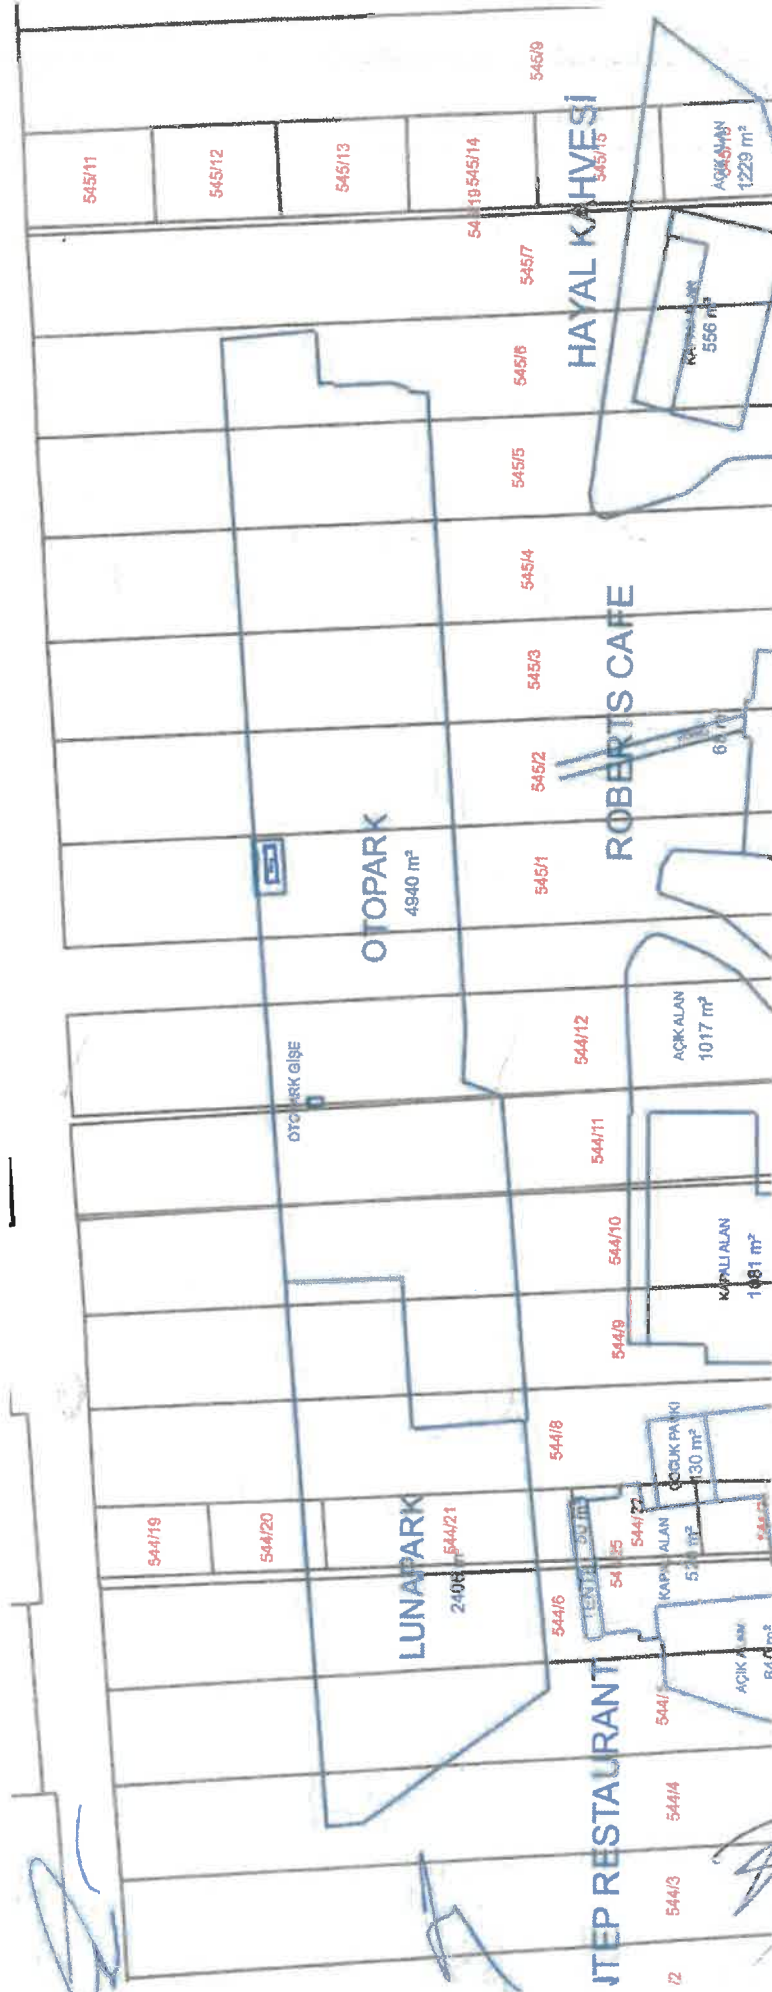 545/9
545/11
545/12
545/13
545/14
545/15
AÇIK ALAN
1229 m²
HAYAL KAHVESİ
545/7
545/6
545/5
545/4
545/3
545/2
545/1
556 m²
ROBERTS CAFE
OTOPARK
4940 m²
OTOPARK GİŞE
544/12
AÇIK ALAN
1017 m²
544/11
544/10
544/9
KAPALI ALAN
1081 m²
544/8
ÇOCUK PARKI
130 m²
544/19
544/20
544/21
LUNAPARK
544/6
KAPALI ALAN
AÇIK ALAN
NTEP RESTAURANT
544/4
544/3
/2